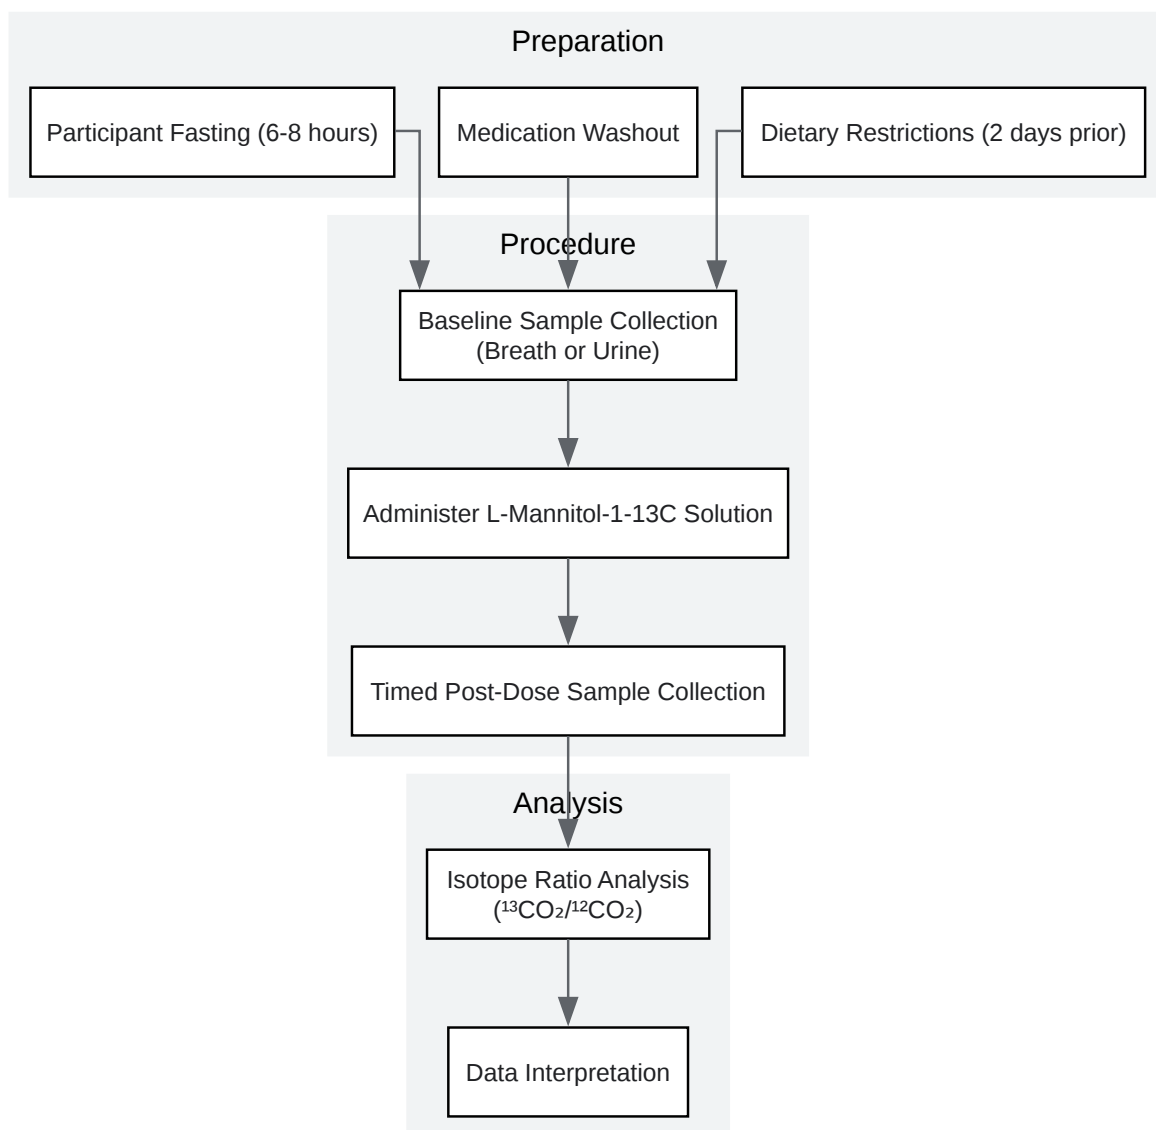 Preparation
Participant Fasting (6-8 hours)
Medication Washout
Dietary Restrictions (2 days prior)
Procedure
Baseline Sample Collection
(Breath or Urine)
Administer L-Mannitol-1-13C Solution
Timed Post-Dose Sample Collection
Analysis
Isotope Ratio Analysis
(¹³CO₂/¹²CO₂)
Data Interpretation